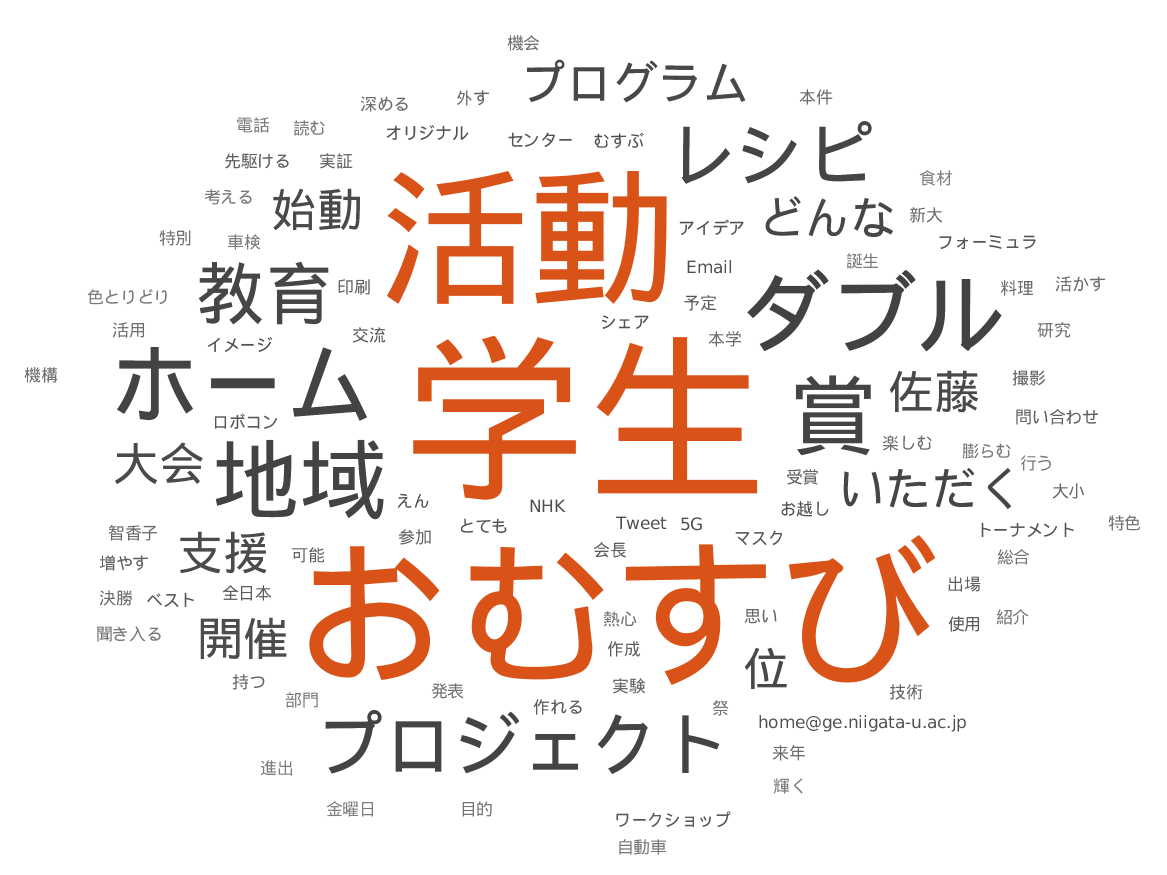 機会
プログラム
深める
外す
本件
電話
読む
オリジナル
センター
むすぶ
レシピ
先駆ける
実証
活動
食材
考える
始動
どんな
新大
アイデア
特別
車検
フォーミュラ
教育
印刷
Email
誕生
色とりどり
予定
ダブル
料理
活かす
活用
イメージ
交流
シェア
本学
研究
機構
ホーム
学生
賞
佐藤
撮影
ロボコン
問い合わせ
大会
地域
楽しむ
膨らむ
行う
受賞
いただく
大小
えん
NHK
お越し
智香子
支援
参加
とても
Tweet
5G
マスク
トーナメント
特色
増やす
可能
会長
総合
決勝
ベスト
全日本
おむすび
出場
聞き入る
開催
熱心
思い
使用
紹介
作成
持つ
部門
発表
実験
位
技術
作れる
祭
プロジェクト
home@ge.niigata-u.ac.jp
進出
来年
輝く
金曜日
目的
ワークショップ
自動車